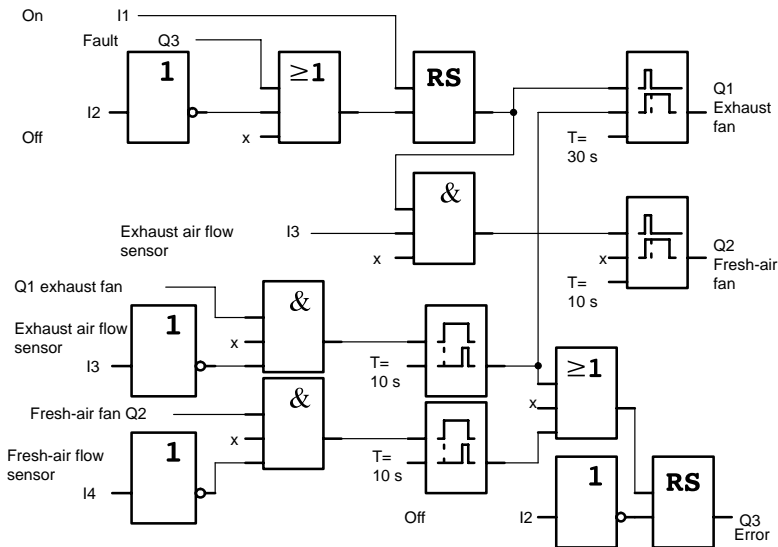 On I1
Fault Q3
1
≥1
RS
I2
Off
x
Q1
Exhaust
fan
T=
30 s
&
Exhaust air flow
sensor
I3
x
Q2
Fresh-air
fan
x
T=
10 s
Q1 exhaust fan
&
Exhaust air flow
sensor
1
x
I3
T=
10 s
≥1
Fresh-air fan Q2
&
x
Fresh-air flow
sensor
1
x
I4
T=
10 s
Off
I2
1
RS
Q3
Error